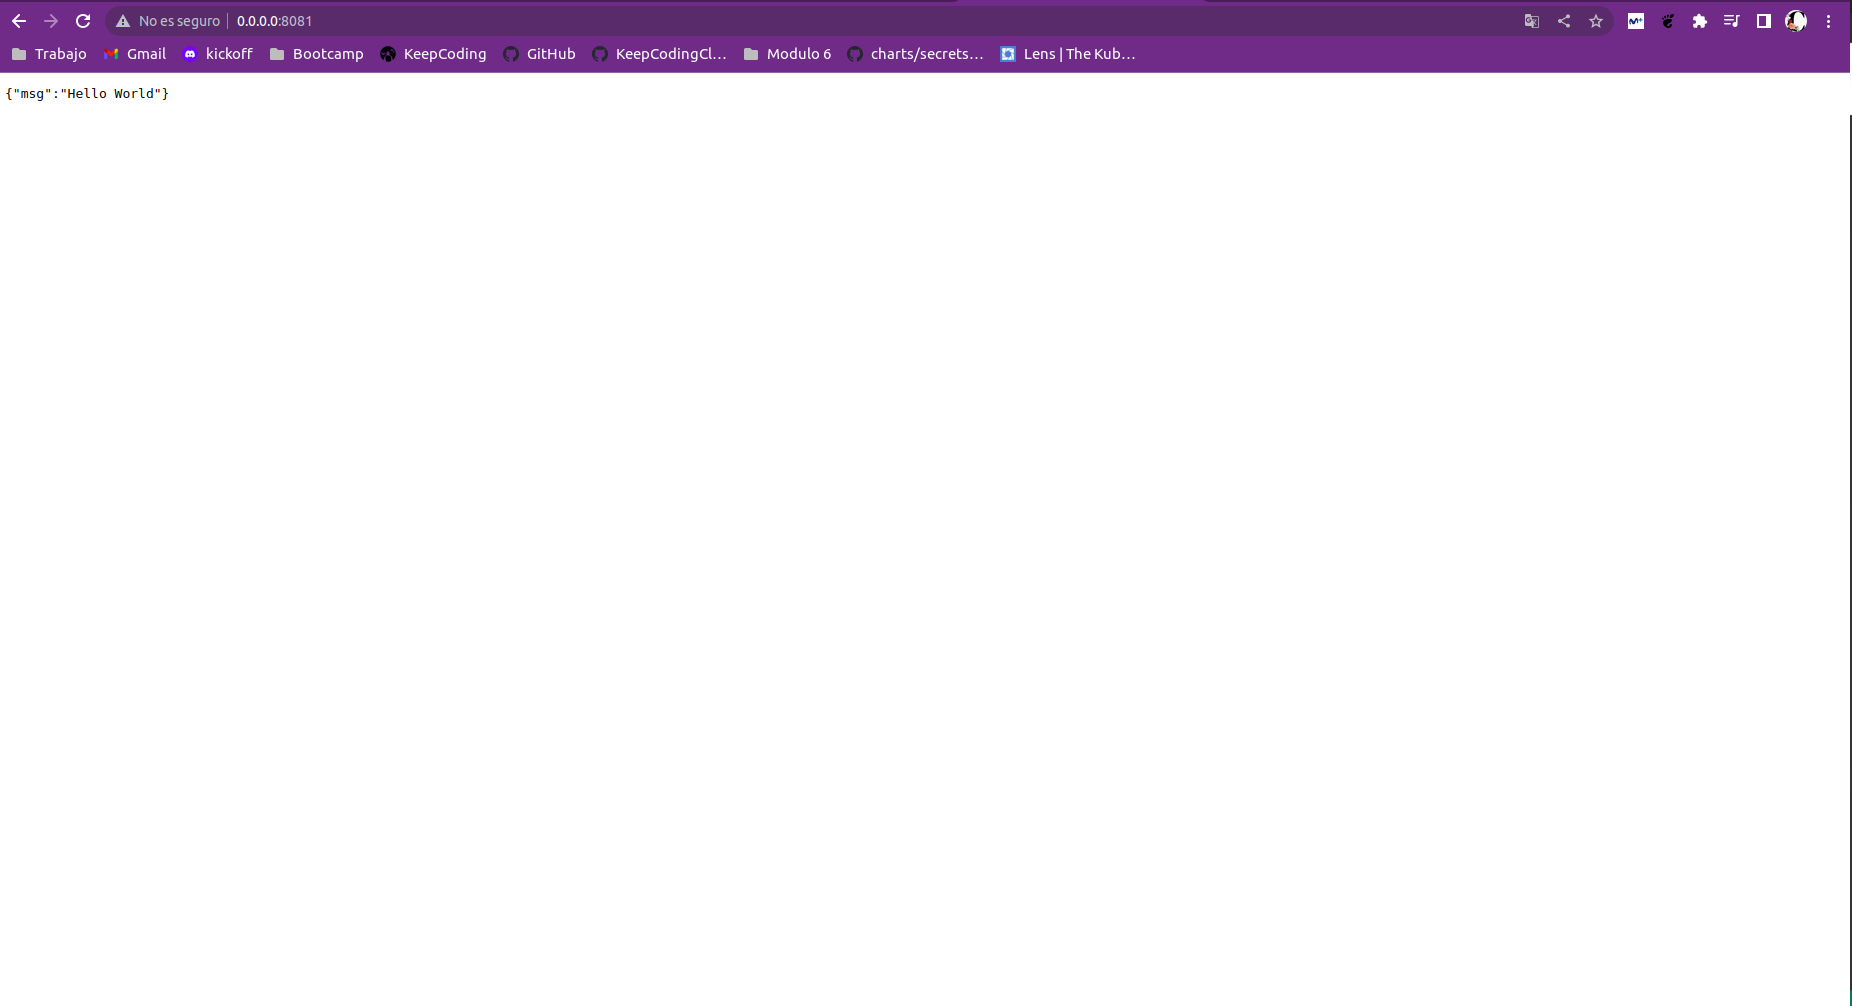 No es seguro 0.0.0.0:8081
Trabajo Gmail kickoff Bootcamp KeepCoding GitHub KeepCodingCl... Modulo 6 charts/secrets... Lens | The Kub...
{"msg":"Hello World"}